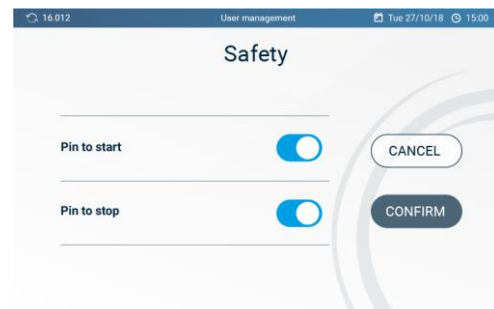 16.012 User management Tue 27/10/18 15:00
Safety
Pin to start
CANCEL
Pin to stop
CONFIRM